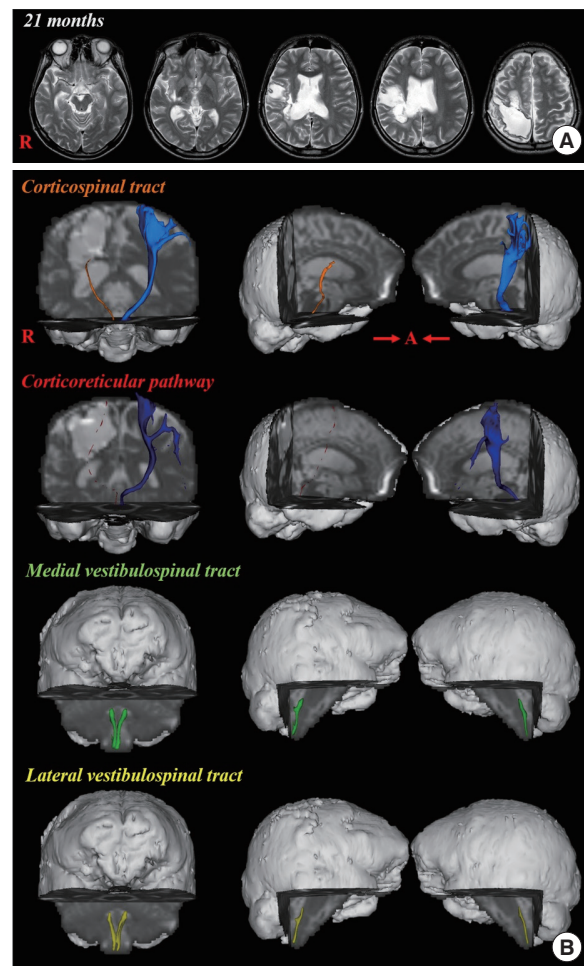 21 months
R
A
Corticospinal tract
R
A
Corticoreticular pathway
Medial vestibulospinal tract
Lateral vestibulospinal tract
B